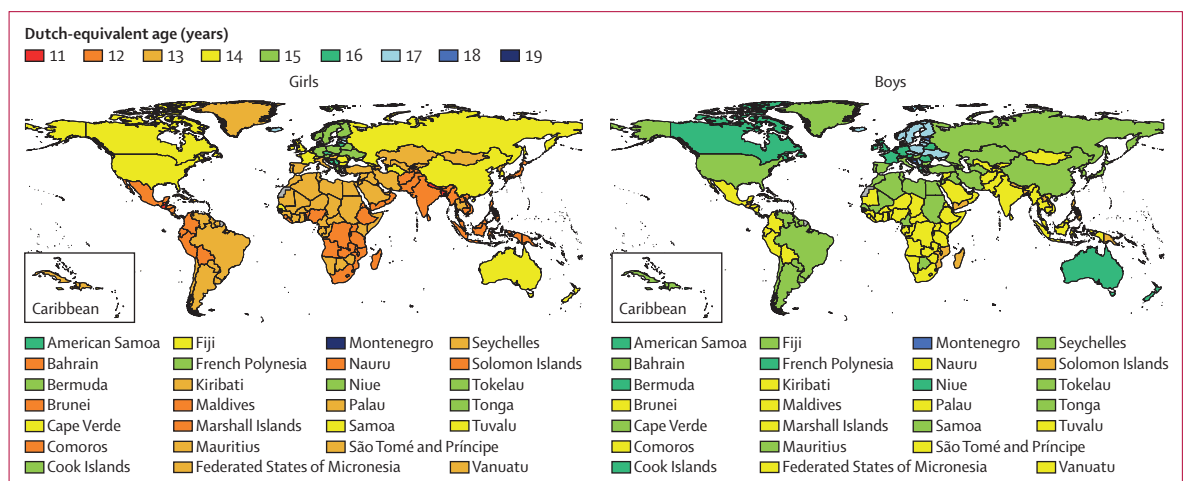 Dutch-equivalent age (years)
11 12 13 14 15 16 17 18 19
Girls
Caribbean
American Samoa Fiji Montenegro Seychelles
Bahrain French Polynesia Nauru Solomon Islands
Bermuda Kiribati Niue Tokelau
Brunei Maldives Palau Tonga
Cape Verde Marshall Islands Samoa Tuvalu
Comoros Mauritius São Tomé and Príncipe
Cook Islands Federated States of Micronesia Vanuatu
Boys
Caribbean
American Samoa Fiji Montenegro Seychelles
Bahrain French Polynesia Nauru Solomon Islands
Bermuda Kiribati Niue Tokelau
Brunei Maldives Palau Tonga
Cape Verde Marshall Islands Samoa Tuvalu
Comoros Mauritius São Tomé and Príncipe
Cook Islands Federated States of Micronesia Vanuatu